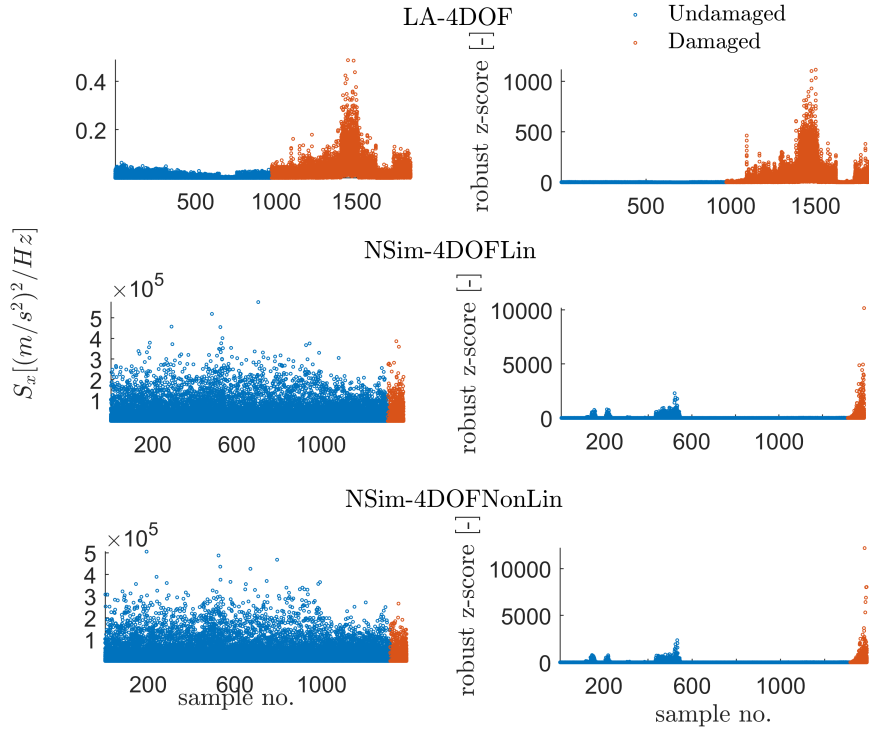 LA-4DOF
Undamaged
Damaged
0.4
0.2
500 1000 1500
robust z-score [-]
1000
500
0
500 1000 1500
NSim-4DOFLin
S_x[(m/s^2)^2/Hz]
×10^5
5
4
3
2
1
200 600 1000
robust z-score [-]
10000
5000
0
200 600 1000
NSim-4DOFNonLin
×10^5
5
4
3
2
1
200 600 1000
sample no.
robust z-score [-]
10000
5000
0
200 600 1000
sample no.